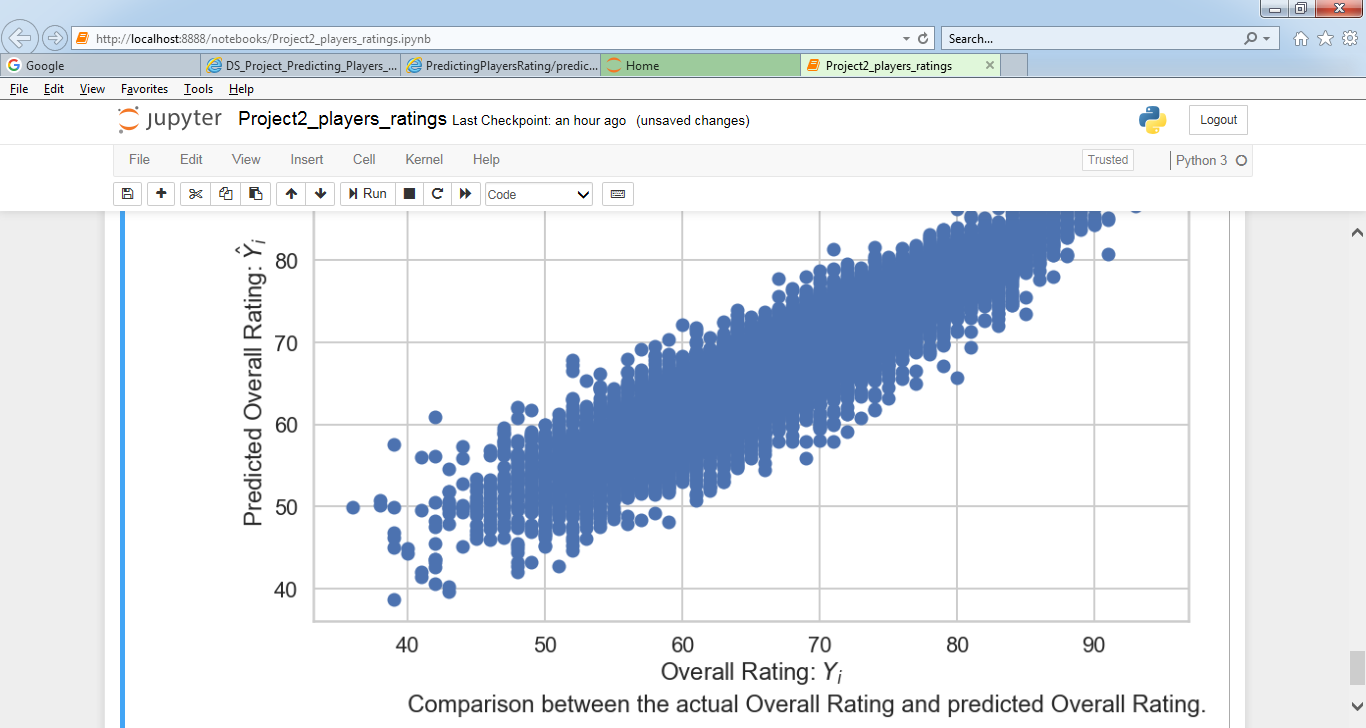 http://localhost:8888/notebooks/Project2_players_ratings.ipynb
Search...
Google
DS_Project_Predicting_Players_...
PredictingPlayersRating/predic...
Home
Project2_players_ratings
File Edit View Favorites Tools Help
jupyter Project2_players_ratings Last Checkpoint: an hour ago (unsaved changes)
Logout
File Edit View Insert Cell Kernel Help
Trusted
Python 3
Run
Code
Predicted Overall Rating: Ŷi
80
70
60
50
40
40 50 60 70 80 90
Overall Rating: Yi
Comparison between the actual Overall Rating and predicted Overall Rating.